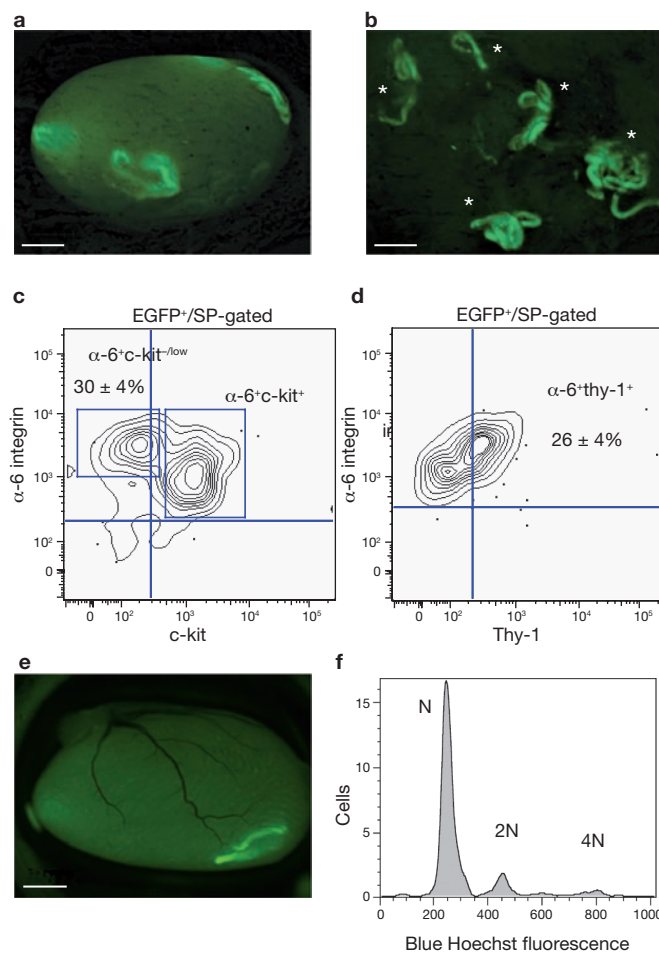 a
b
*
*
*
*
*
c
d
EGFP⁺/SP-gated
EGFP⁺/SP-gated
α-6⁺c-kit⁻/low
30 ± 4%
α-6⁺c-kit⁺
α-6 integrin
10⁵
10⁴
10³
10²
0
0 10² 10³ 10⁴ 10⁵
c-kit
α-6⁺thy-1⁺
26 ± 4%
α-6 integrin
10⁵
10⁴
10³
10²
0
0 10² 10³ 10⁴ 10⁵
Thy-1
e
f
Cells
15
10
5
0
N
2N
4N
0 200 400 600 800 1000
Blue Hoechst fluorescence